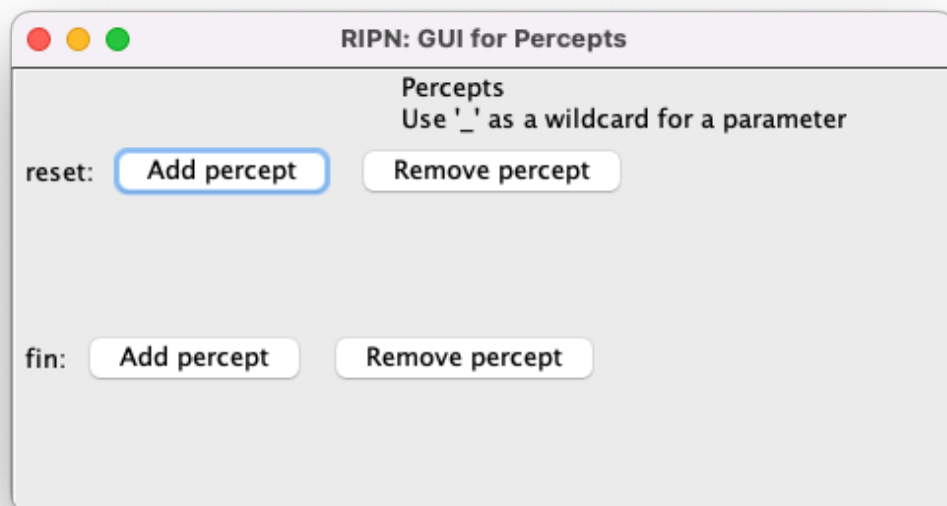 RIPN: GUI for Percepts
Percepts
Use '_' as a wildcard for a parameter
reset: Add percept Remove percept
fin: Add percept Remove percept